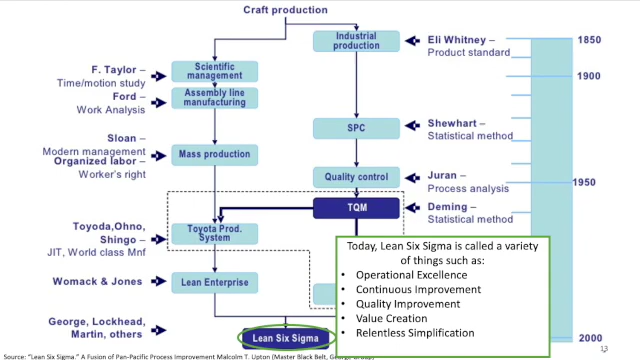 Craft production
Industrial
production
Eli Whitney –
Product standard
1850
F. Taylor –
Time/motion study
Scientific
management
1900
Ford –
Work Analysis
Assembly line
manufacturing
SPC
Shewhart –
Statistical method
Sloan –
Modern management
Organized labor –
Worker's right
Mass production
Quality control
Juran –
Process analysis
1950
TQM
Deming –
Statistical method
Toyoda,Ohno,
Shingo –
JIT, World class Mnf
Toyota Prod.
System
Womack & Jones
Lean Enterprise
George, Lockhead,
Martin, others
Lean Six Sigma
Today, Lean Six Sigma is called a variety
of things such as:
• Operational Excellence
• Continuous Improvement
• Quality Improvement
• Value Creation
• Relentless Simplification
2000
13
Source: "Lean Six Sigma." A Fusion of Pan-Pacific Process Improvement Malcolm T. Upton (Master Black Belt, George Group)